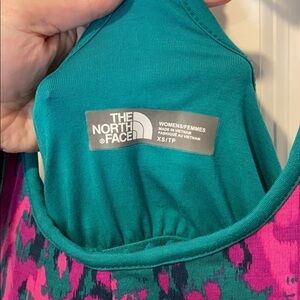 THE
NORTH
FACE
WOMENS/FEMMES
MADE IN VIETNAM
FABRIQUÉ AU VIETNAM
XS/TP